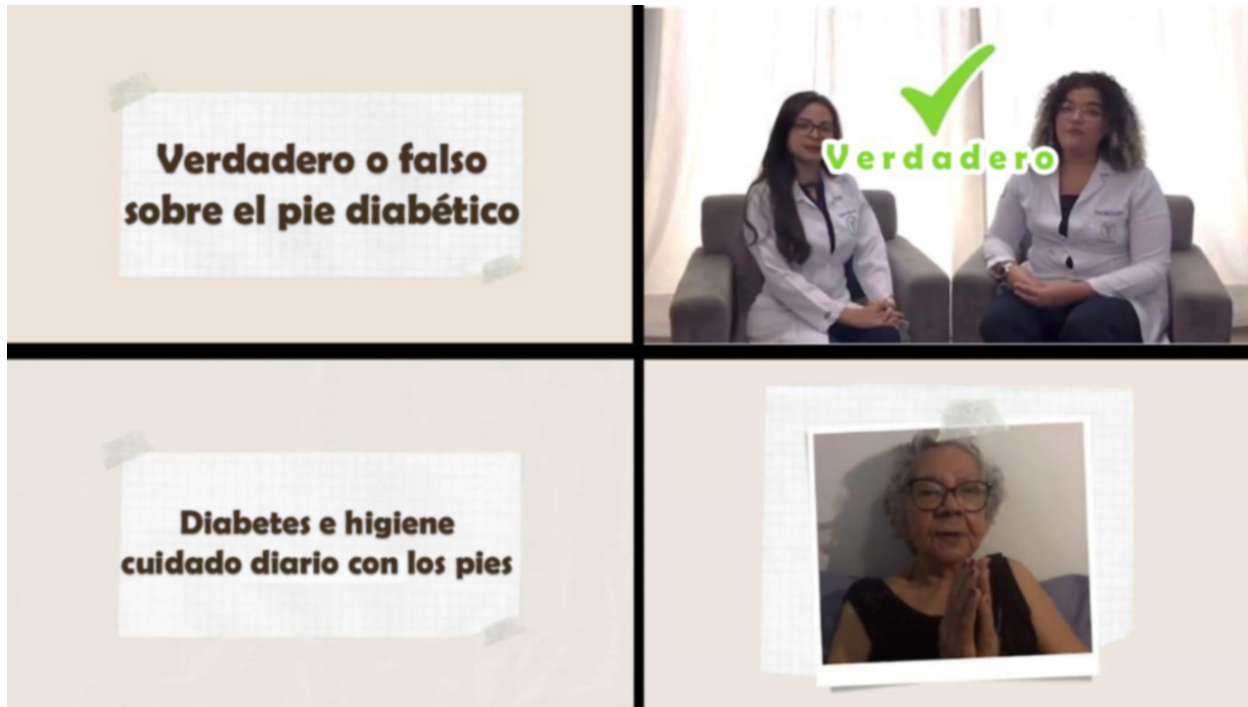 Verdadero o falso
sobre el pie diabético
Verdadero
Diabetes e higiene
cuidado diario con los pies